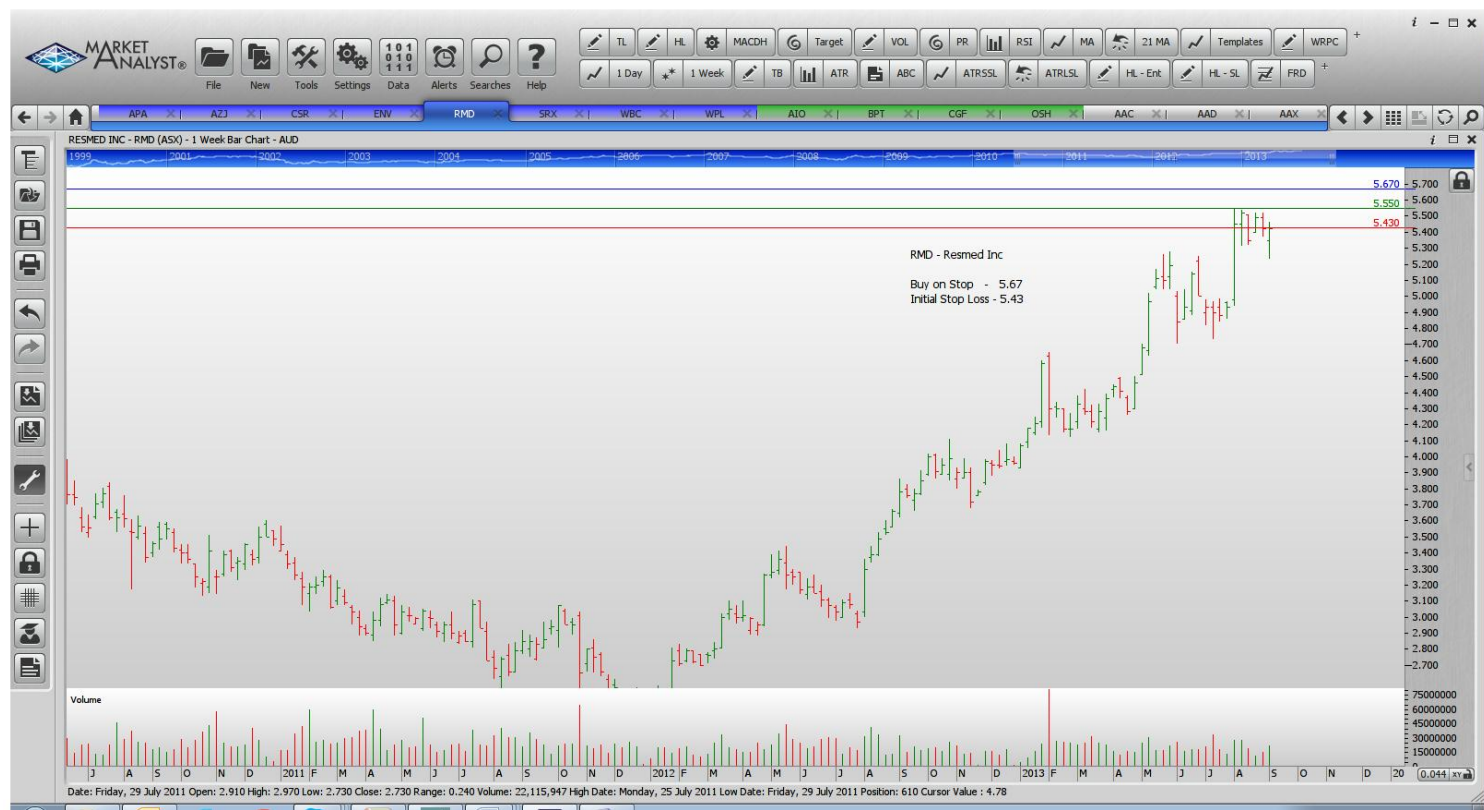 i
MARKET
ANALYST®
File New Tools Settings Data Alerts Searches Help
101
010
111
TL HL MACDH Target VOL PR RSI MA 21 MA Templates WRPC +
1 Day 1 Week TB ATR ABC ATRSSL ATRLSL HL - Ent HL - SL FRD +
APA AZJ CSR ENV RMD SRX WBC WPL AIO BPT CGF OSH AAC AAD AAX
RESMED INC - RMD (ASX) - 1 Week Bar Chart - AUD
i
1999 2001 2002 2003 2004 2005 2006 2007 2008 2009 2010 2011 2012 2013
5.670
5.700
5.600
5.550
5.500
5.430
5.400
5.300
RMD - Resmed Inc
5.200
5.100
Buy on Stop - 5.67
Initial Stop Loss - 5.43
5.000
4.900
4.800
4.700
4.600
4.500
4.400
4.300
4.200
4.100
4.000
3.900
3.800
3.700
3.600
3.500
3.400
3.300
3.200
3.100
3.000
2.900
2.800
2.700
Volume
75000000
60000000
45000000
30000000
15000000
J A S O N D 2011 F M A M J J A S O N D 2012 F M A M J J A S O N D 2013 F M A M J J A S O N D 20
0.044 XY
Date: Friday, 29 July 2011 Open: 2.910 High: 2.970 Low: 2.730 Close: 2.730 Range: 0.240 Volume: 22,115,947 High Date: Monday, 25 July 2011 Low Date: Friday, 29 July 2011 Position: 610 Cursor Value : 4.78